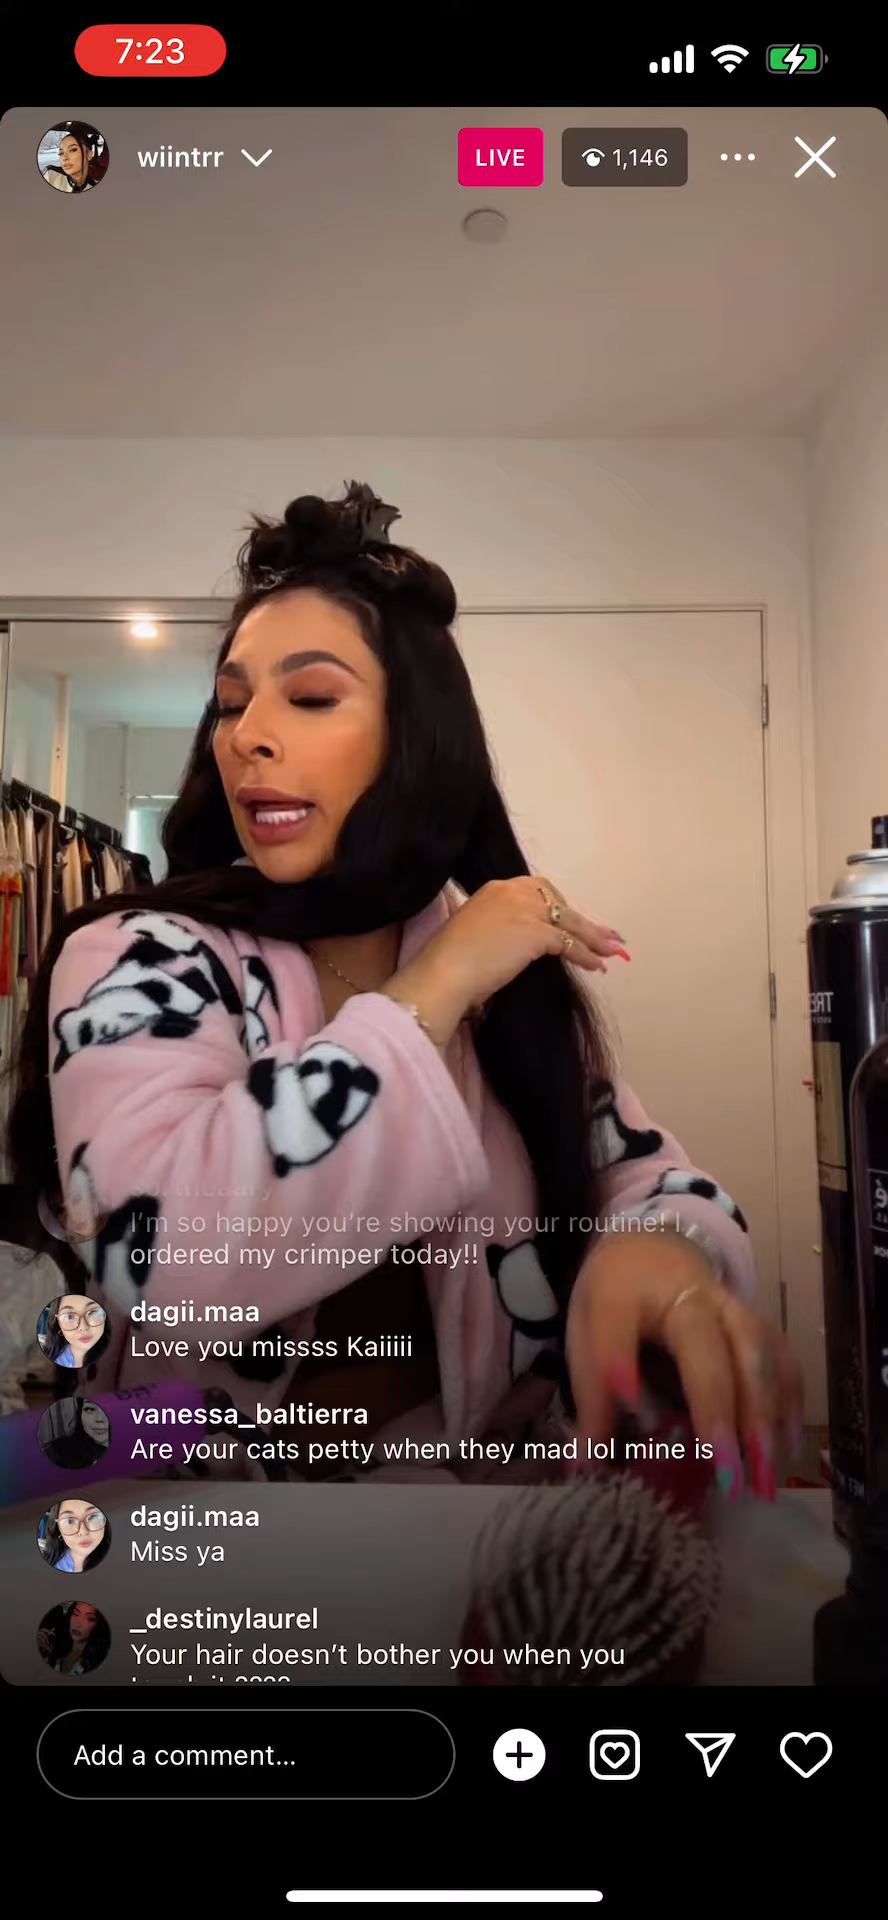 7:23
wiintrr
LIVE
1,146
I'm so happy you're showing your routine! I
ordered my crimper today!!
dagii.maa
Love you missss Kaiiiii
vanessa_baltierra
Are your cats petty when they mad lol mine is
dagii.maa
Miss ya
_destinylaurel
Your hair doesn't bother you when you
Add a comment...